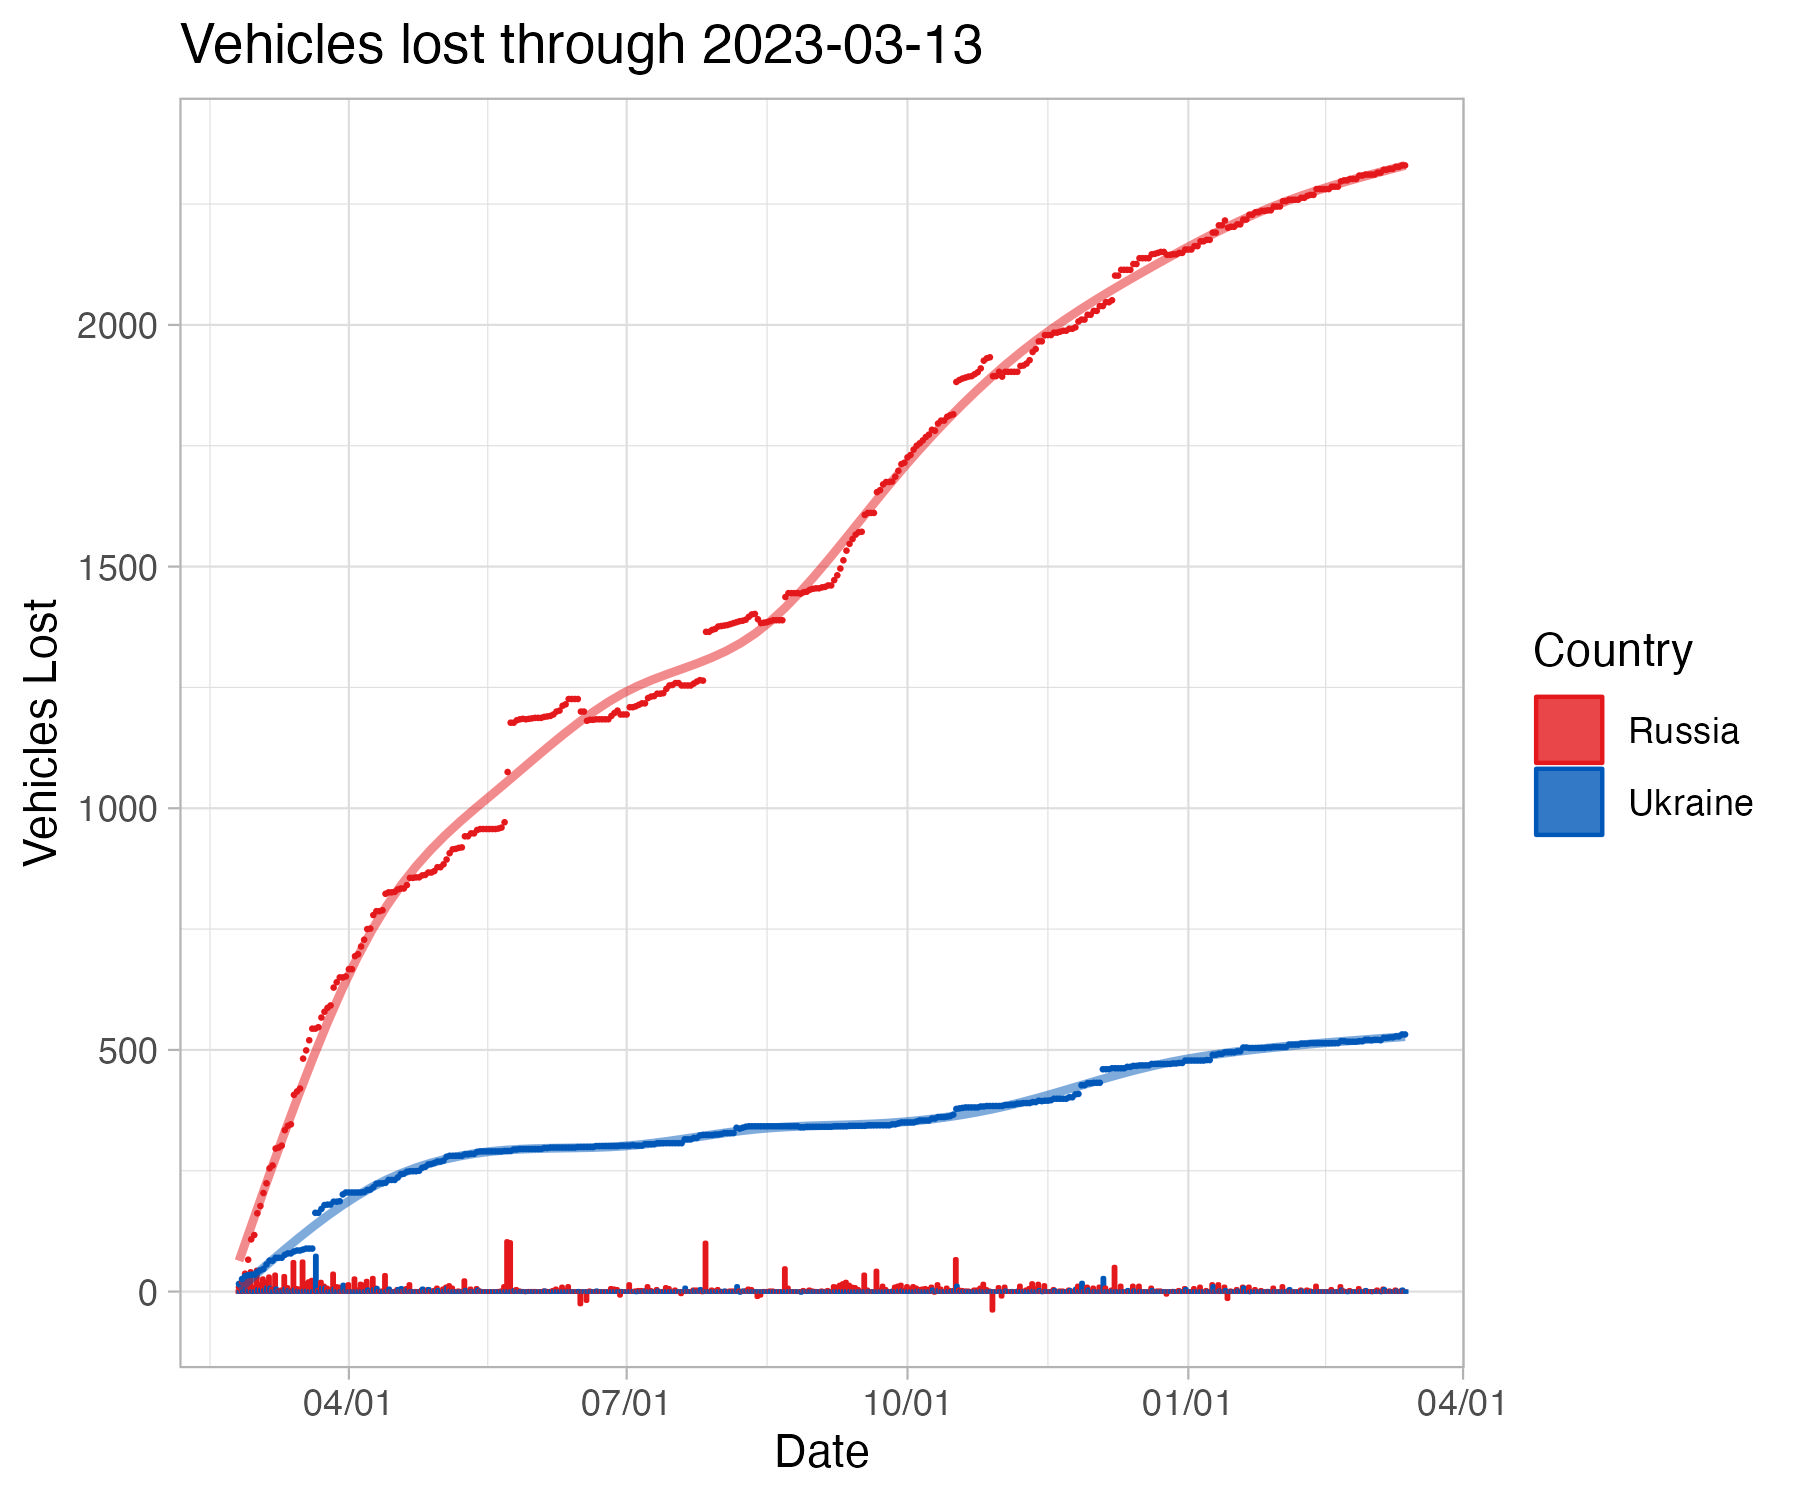 Vehicles lost through 2023-03-13
Vehicles Lost
2000
1500
1000
500
0
04/01
07/01
10/01
01/01
04/01
Date
Country
Russia
Ukraine